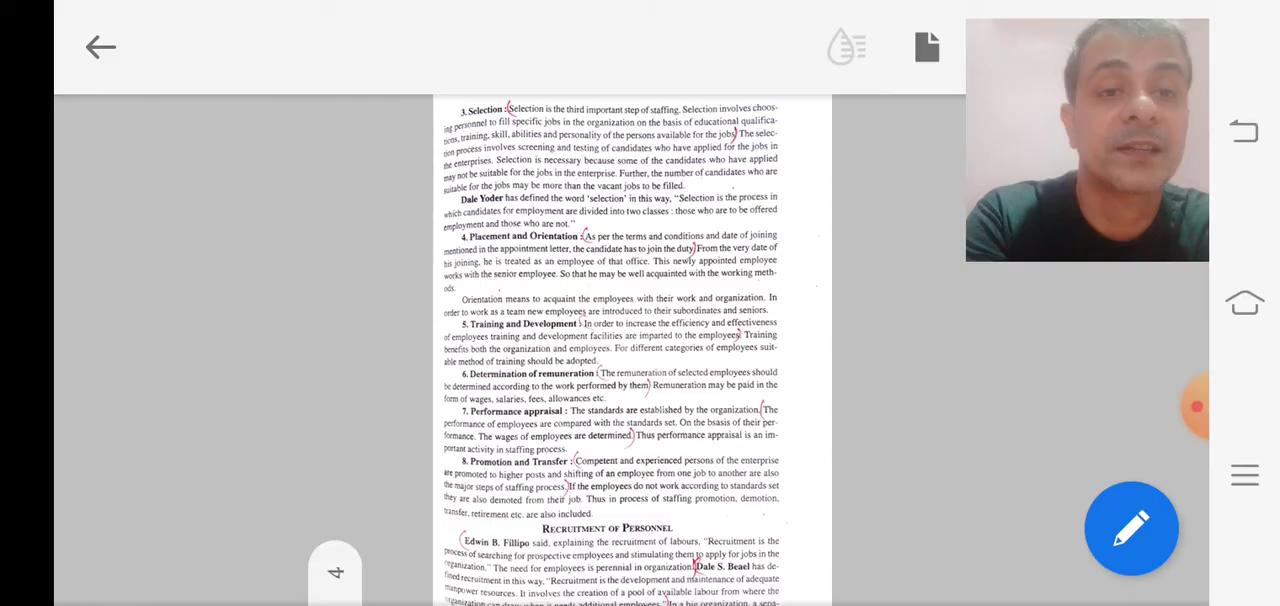 3. Selection : Selection is the third important step of staffing. Selection involves choos-
ing personnel to fill specific jobs in the organization on the basis of educational qualifica-
tions, training, skill, abilities and personality of the persons available for the jobs. The selec-
tion process involves screening and testing of candidates who have applied for the jobs in
the enterprises. Selection is necessary because some of the candidates who have applied
may not be suitable for the jobs in the enterprise. Further, the number of candidates who are
suitable for the jobs may be more than the vacant jobs to be filled.
Dale Yoder has defined the word 'selection' in this way, "Selection is the process in
which candidates for employment are divided into two classes : those who are to be offered
employment and those who are not."
4. Placement and Orientation : As per the terms and conditions and date of joining
mentioned in the appointment letter, the candidate has to join the duty. From the very date of
his joining, he is treated as an employee of that office. This newly appointed employee
works with the senior employee. So that he may be well acquainted with the working meth-
ods.
Orientation means to acquaint the employees with their work and organization. In
order to work as a team new employees are introduced to their subordinates and seniors.
5. Training and Development : In order to increase the efficiency and effectiveness
of employees training and development facilities are imparted to the employees. Training
benefits both the organization and employees. For different categories of employees suit-
able method of training should be adopted.
6. Determination of remuneration : The remuneration of selected employees should
be determined according to the work performed by them. Remuneration may be paid in the
form of wages, salaries, fees, allowances etc.
7. Performance appraisal : The standards are established by the organization. The
performance of employees are compared with the standards set. On the bsasis of their per-
formance. The wages of employees are determined. Thus performance appraisal is an im-
portant activity in staffing process.
8. Promotion and Transfer : Competent and experienced persons of the enterprise
are promoted to higher posts and shifting of an employee from one job to another are also
the major steps of staffing process. If the employees do not work according to standards set
they are also demoted from their job. Thus in process of staffing promotion, demotion,
transfer, retirement etc. are also included.
RECRUITMENT OF PERSONNEL
Edwin B. Fillipo said, explaining the recruitment of labours, "Recruitment is the
process of searching for prospective employees and stimulating them to apply for jobs in the
organization." The need for employees is perennial in organization. Dale S. Beael has de-
fined recruitment in this way, "Recruitment is the development and maintenance of adequate
manpower resources. It involves the creation of a pool of available labour from where the
organization can draw when it needs additional employees." In a big organization, a sepa-
4